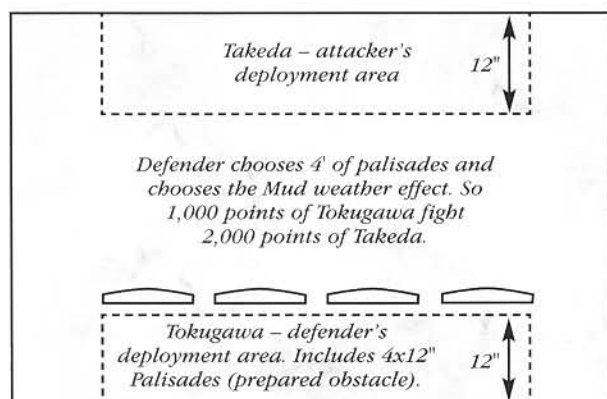 Takeda – attacker's
deployment area
12"
Defender chooses 4' of palisades and
chooses the Mud weather effect. So
1,000 points of Tokugawa fight
2,000 points of Takeda.
Tokugawa – defender's
deployment area. Includes 4x12"
Palisades (prepared obstacle).
12"